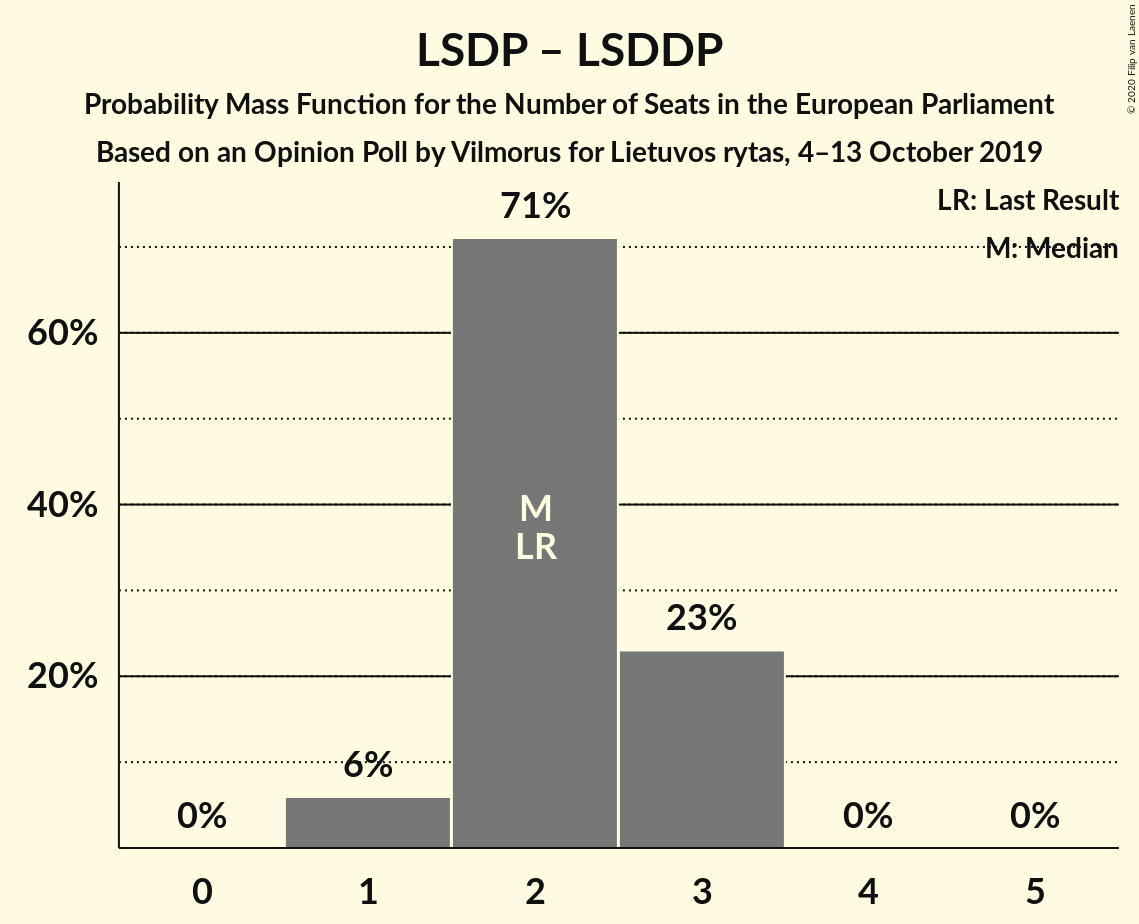 LSDP – LSDDP
Probability Mass Function for the Number of Seats in the European Parliament
Based on an Opinion Poll by Vilmorus for Lietuvos rytas, 4–13 October 2019
© 2020 Filip van Laenen
LR: Last Result
M: Median
71%
60%
40%
20%
M
LR
23%
6%
0%
0%
0%
0 1 2 3 4 5